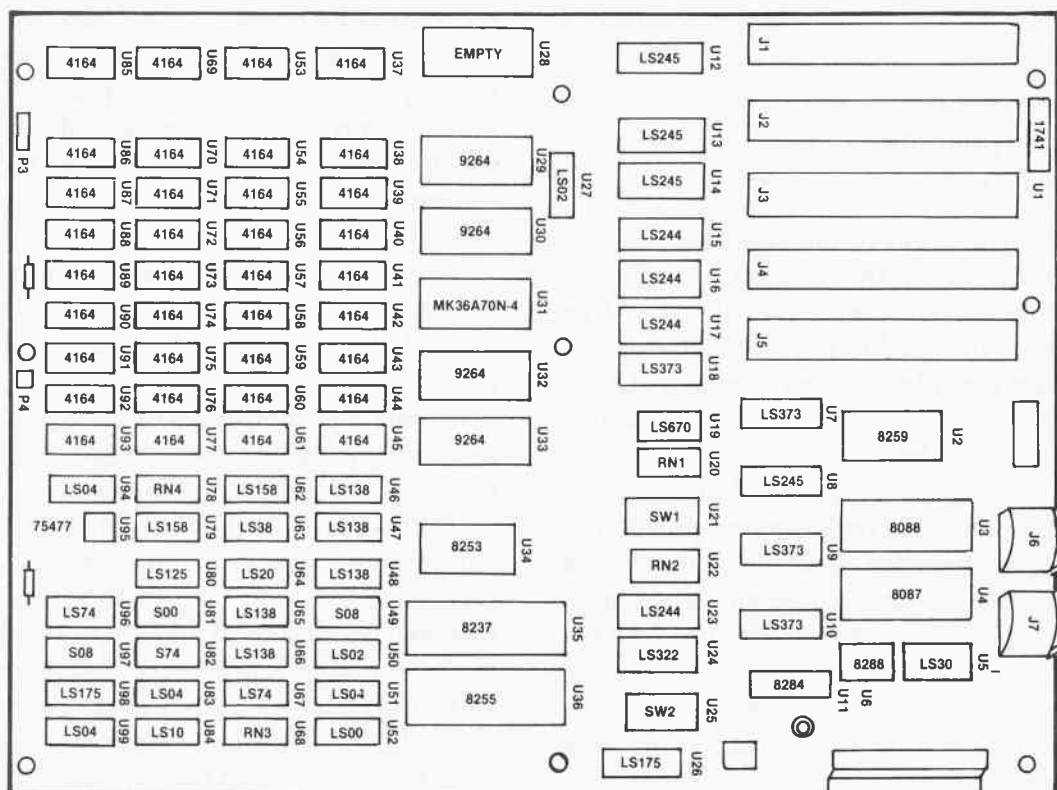 4164 U85 4164 U69 4164 U53 4164 U37 EMPTY U28 LS245 U12 J1
P3 4164 U86 4164 U70 4164 U54 4164 U38 9264 U29 LS02 U27 LS245 U13 J2 1741 U1
4164 U87 4164 U71 4164 U55 4164 U39 LS245 U14 J3
4164 U88 4164 U72 4164 U56 4164 U40 9264 U30 LS244 U15
4164 U89 4164 U73 4164 U57 4164 U41 LS244 U16 J4
4164 U90 4164 U74 4164 U58 4164 U42 MK36A70N-4 U31 LS244 U17
4164 U91 4164 U75 4164 U59 4164 U43 9264 U32 LS373 U18 J5
P4 4164 U92 4164 U76 4164 U60 4164 U44
4164 U93 4164 U77 4164 U61 4164 U45 9264 U33 LS670 U19 LS373 U7 8259 U2
LS04 U94 RN4 U78 LS158 U62 LS138 U46 RN1 U20 LS245 U8
75477 U95 LS158 U79 LS38 U63 LS138 U47 8253 U34 SW1 U21 8088 U3 J6
LS125 U80 LS20 U64 LS138 U48 RN2 U22 LS373 U9
LS74 U96 S00 U81 LS138 U65 S08 U49 8237 U35 LS244 U23 LS373 U10 8087 U4 J7
S08 U97 S74 U82 LS138 U66 LS02 U50 LS322 U24 8288 U6 LS30 U5
LS175 U98 LS04 U83 LS74 U67 LS04 U51 8255 U36 SW2 U25 8284 U11
LS04 U99 LS10 U84 RN3 U68 LS00 U52 LS175 U26